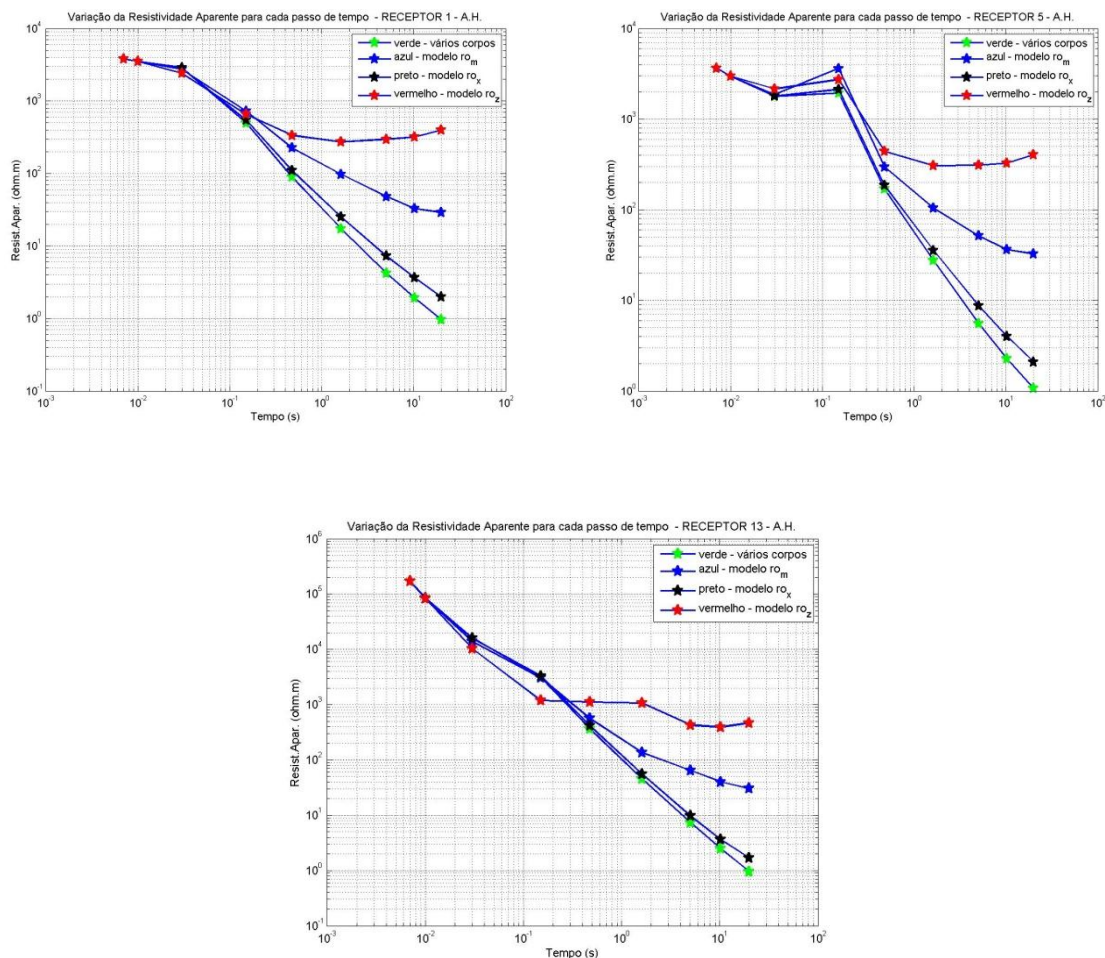 Variação da Resistividade Aparente para cada passo de tempo - RECEPTOR 1 - A.H.
10^4
10^3
10^2
10^1
10^0
10^-1
Resist.Apar. (ohm.m)
verde - vários corpos
azul - modelo ro_m
preto - modelo ro_x
vermelho - modelo ro_z
10^-3
10^-2
10^-1
10^0
10^1
10^2
Tempo (s)
Variação da Resistividade Aparente para cada passo de tempo - RECEPTOR 5 - A.H.
10^4
10^3
10^2
10^1
10^0
Resist.Apar. (ohm.m)
verde - vários corpos
azul - modelo ro_m
preto - modelo ro_x
vermelho - modelo ro_z
10^-3
10^-2
10^-1
10^0
10^1
10^2
Tempo (s)
Variação da Resistividade Aparente para cada passo de tempo - RECEPTOR 13 - A.H.
10^6
10^5
10^4
10^3
10^2
10^1
10^0
10^-1
Resist.Apar. (ohm.m)
verde - vários corpos
azul - modelo ro_m
preto - modelo ro_x
vermelho - modelo ro_z
10^-3
10^-2
10^-1
10^0
10^1
10^2
Tempo (s)